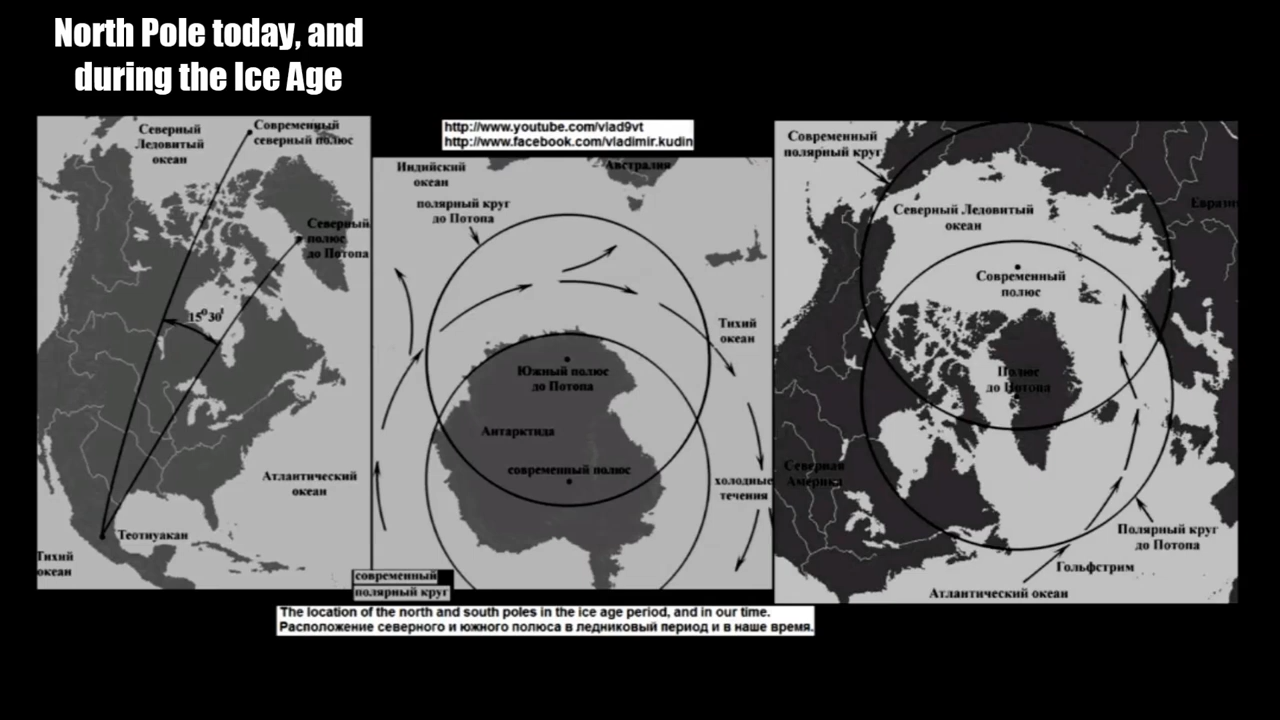 North Pole today, and
during the Ice Age
Северный
Ледовитый
океан
Современный
северный полюс
Северный
полюс
до Потопа
15⁰30'
Атлантический
океан
Теотиуакан
Тихий
океан
http://www.youtube.com/vlad9vt
http://www.facebook.com/vladimir.kudin
Индийский
океан
Австралия
полярный круг
до Потопа
Тихий
океан
Южный полюс
до Потопа
Антарктида
современный полюс
холодные
течения
современный
полярный круг
Современный
полярный круг
Северный Ледовитый
океан
Евразия
Современный
полюс
Полюс
до Потопа
Северная
Америка
Полярный круг
до Потопа
Гольфстрим
Атлантический океан
The location of the north and south poles in the ice age period, and in our time.
Расположение северного и южного полюса в ледниковый период и в наше время.